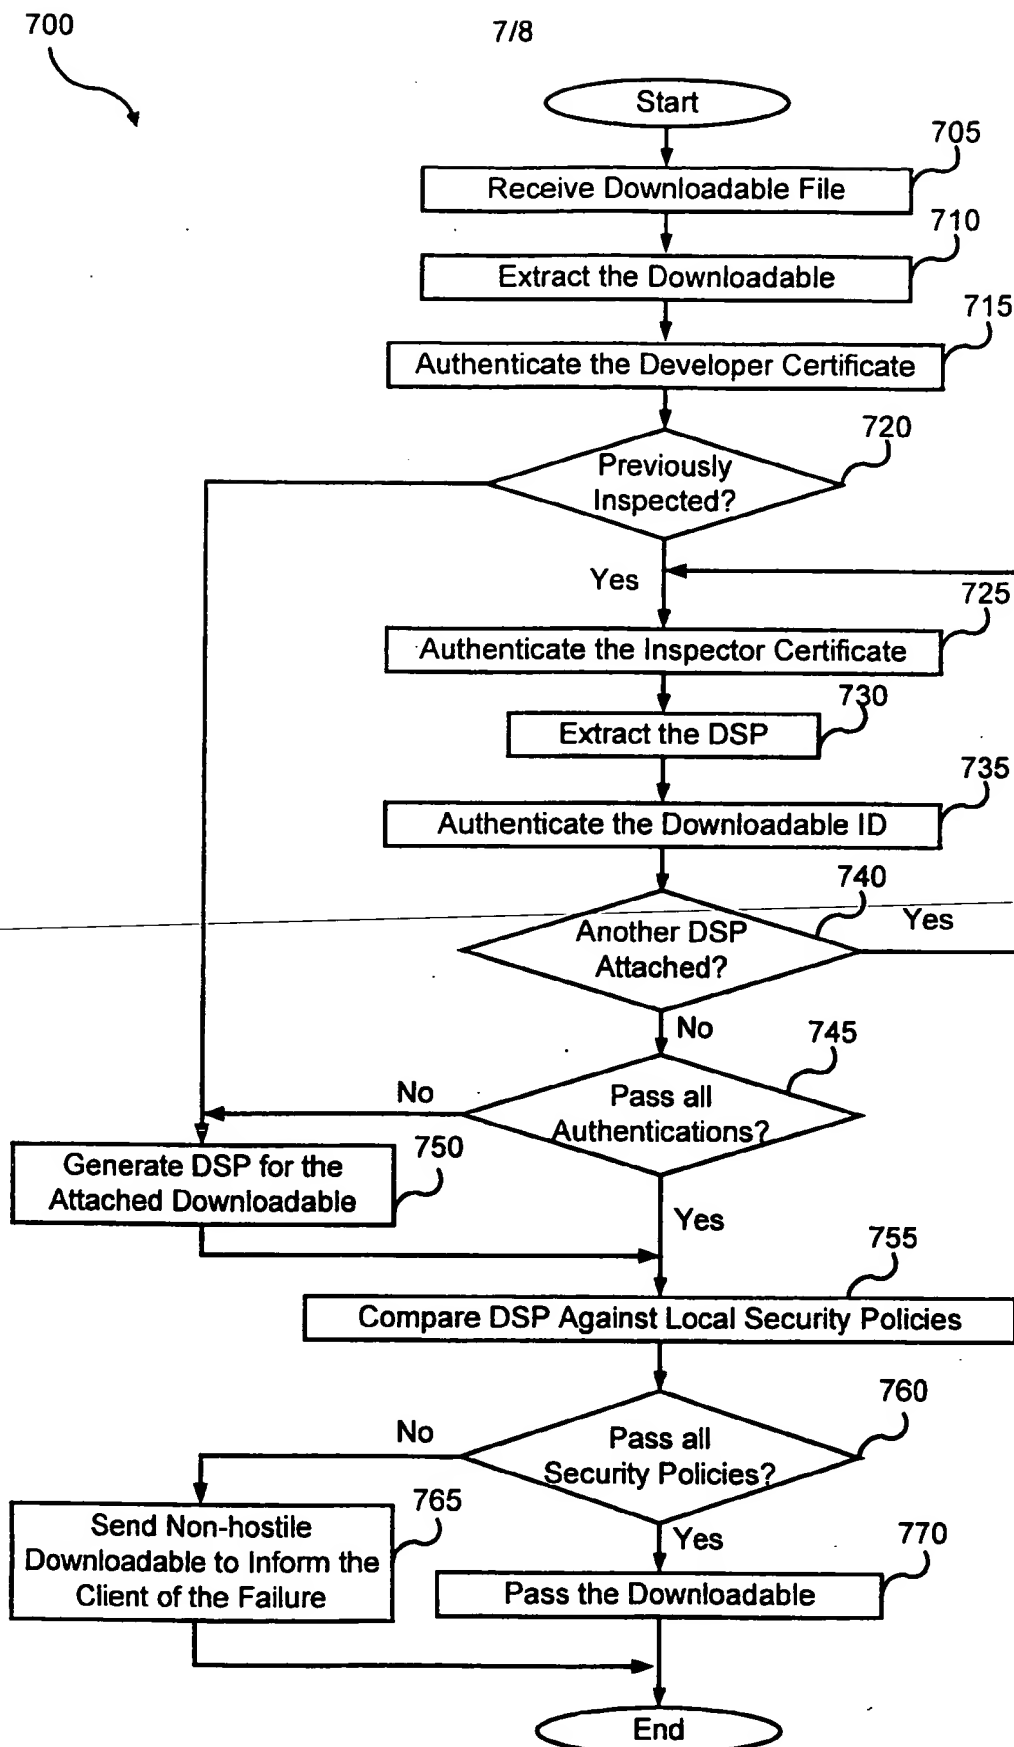 700
7/8
Start
705
Receive Downloadable File
710
Extract the Downloadable
715
Authenticate the Developer Certificate
720
Previously
Inspected?
Yes
725
Authenticate the Inspector Certificate
730
Extract the DSP
735
Authenticate the Downloadable ID
740
Another DSP
Attached?
Yes
No
745
Pass all
Authentications?
No
750
Generate DSP for the
Attached Downloadable
Yes
755
Compare DSP Against Local Security Policies
760
Pass all
Security Policies?
No
765
Send Non-hostile
Downloadable to Inform the
Client of the Failure
Yes
770
Pass the Downloadable
End